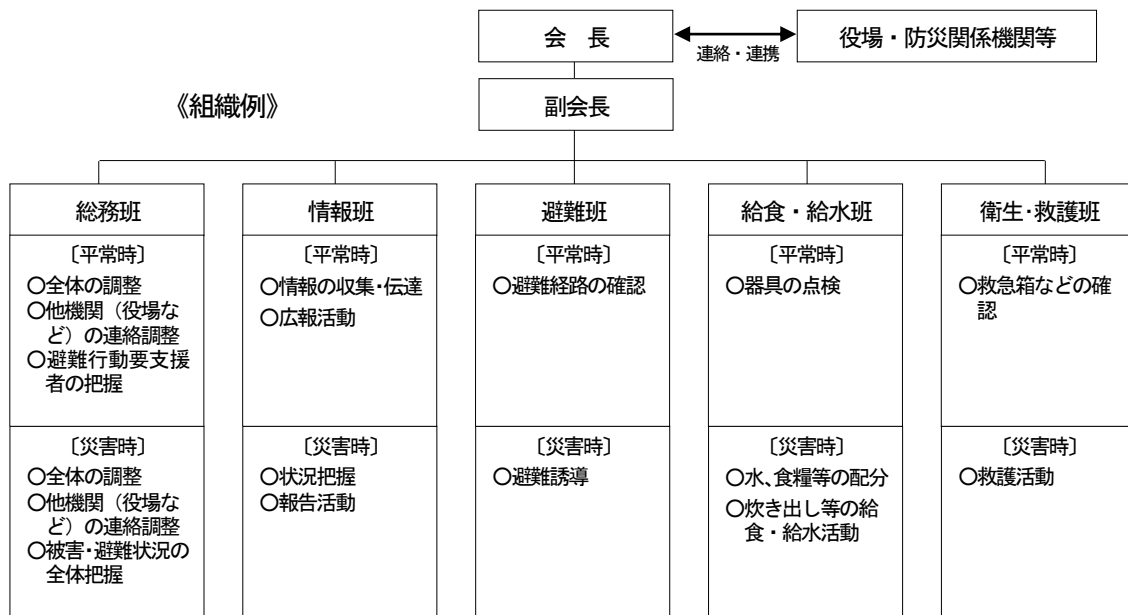 会　長
役場・防災関係機関等
連絡・連携
《組織例》
副会長
総務班
〔平常時〕
○全体の調整
○他機関（役場な
ど）の連絡調整
○避難行動要支援
者の把握
〔災害時〕
○全体の調整
○他機関（役場な
ど）の連絡調整
○被害・避難状況の
全体把握
情報班
〔平常時〕
○情報の収集・伝達
○広報活動
〔災害時〕
○状況把握
○報告活動
避難班
〔平常時〕
○避難経路の確認
〔災害時〕
○避難誘導
給食・給水班
〔平常時〕
○器具の点検
〔災害時〕
○水、食糧等の配分
○炊き出し等の給
食・給水活動
衛生・救護班
〔平常時〕
○救急箱などの確
認
〔災害時〕
○救護活動